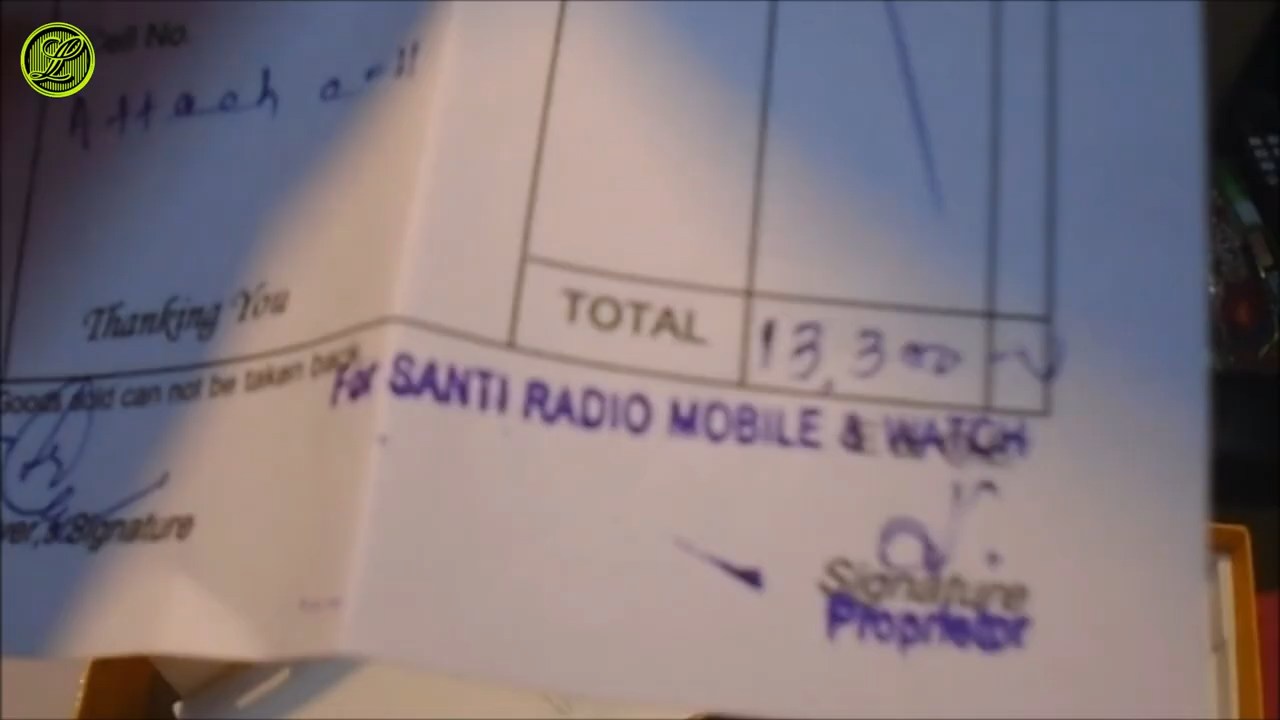 Cell No.
Attach
Thanking You
TOTAL 13,300
Goods sold can not be taken back
For SANTI RADIO MOBILE & WATCH
Signature
Signature
Proprietor